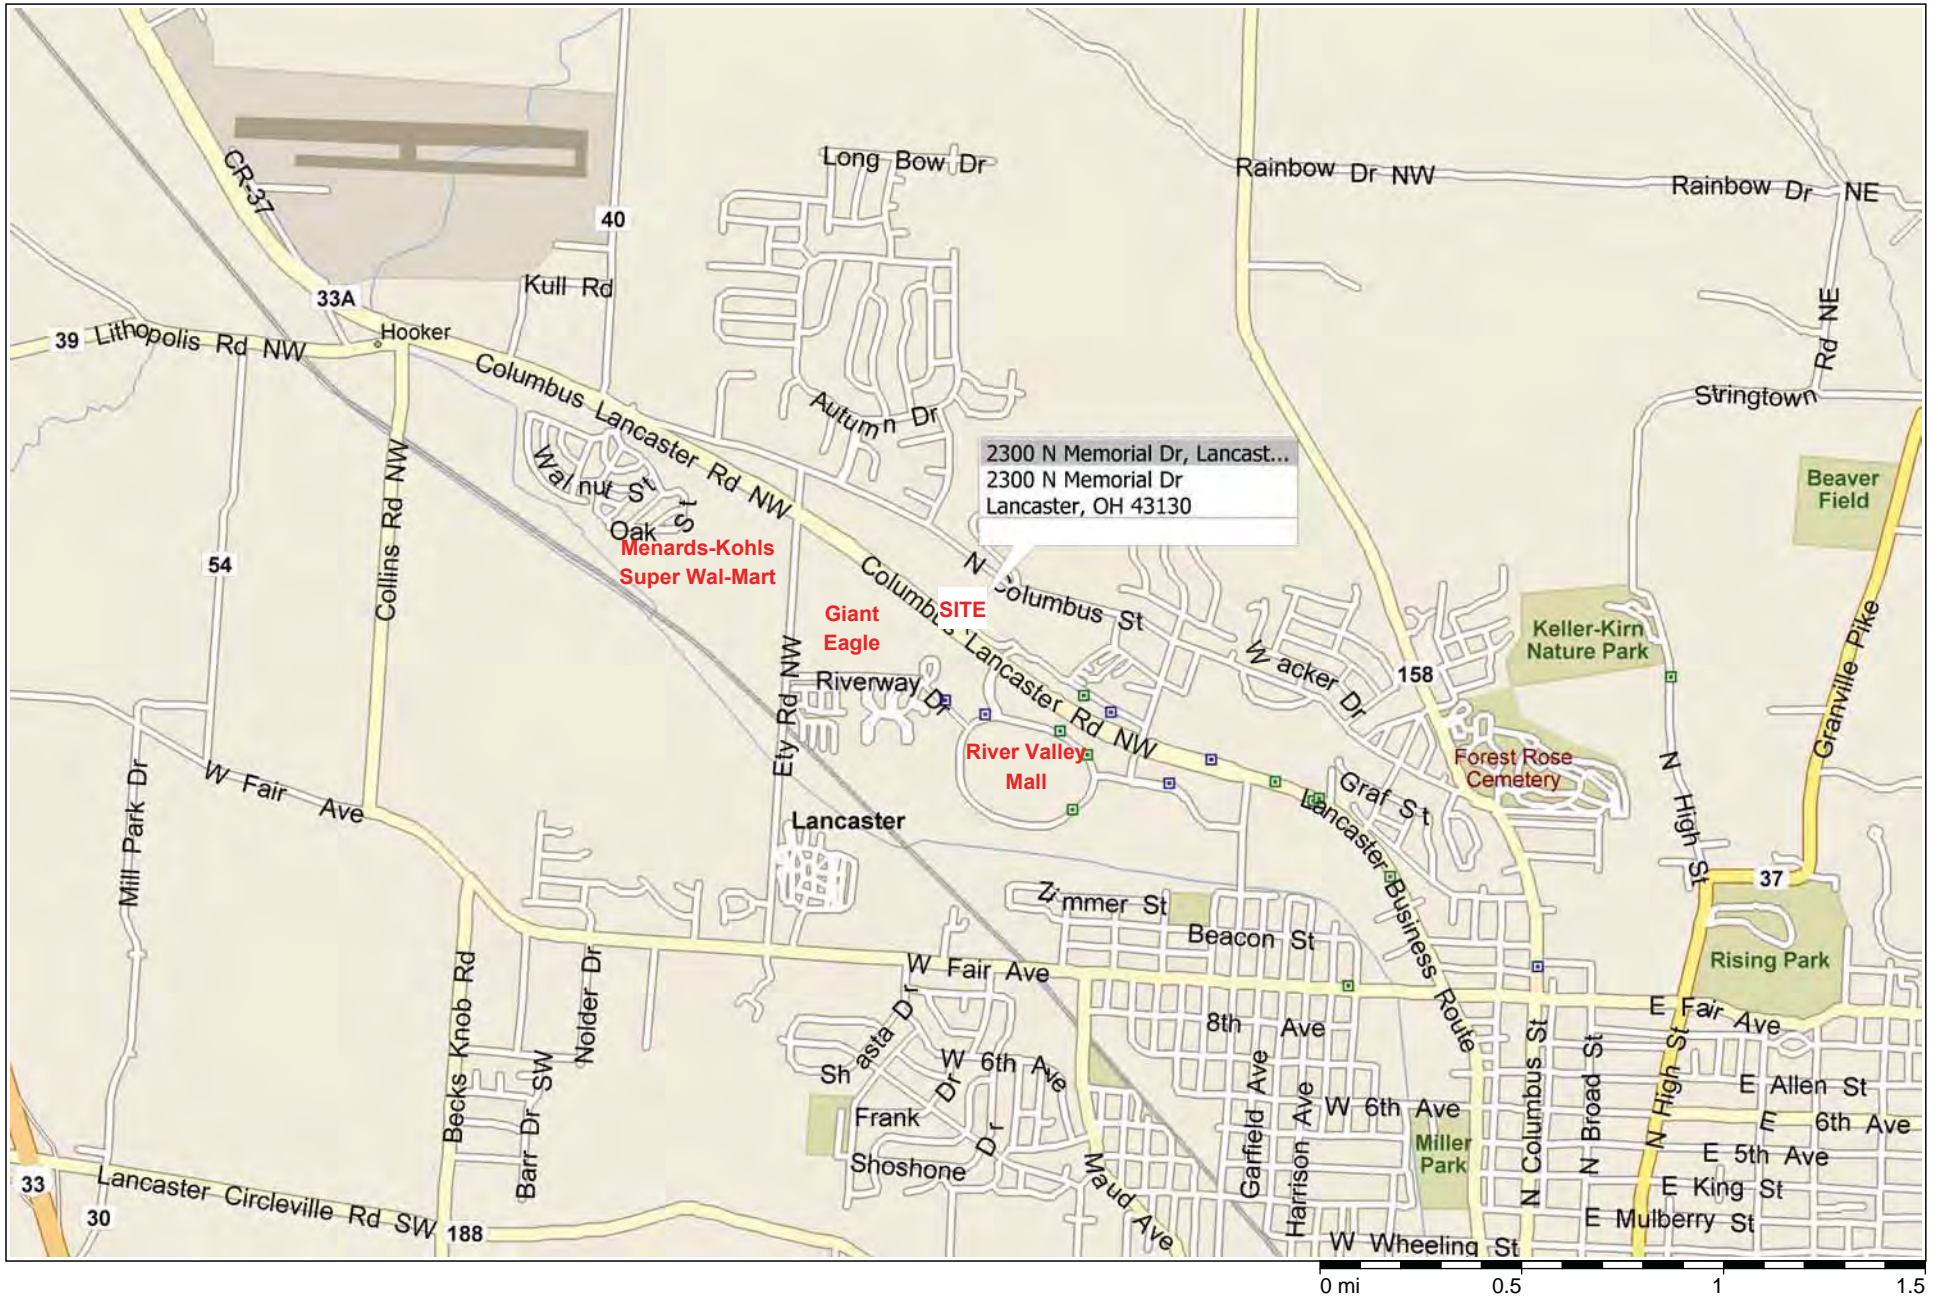 Long Bow Dr
Rainbow Dr NW
Rainbow Dr NE
CR-37
40
Kull Rd
33A
Hooker
39
Lithopolis Rd NW
Columbus Lancaster Rd NW
Stringtown
Rd NE
Autumn Dr
2300 N Memorial Dr, Lancast...
2300 N Memorial Dr
Lancaster, OH 43130
Walnut St
Oak St
Beaver
Field
Collins Rd NW
54
Menards-Kohls
Super Wal-Mart
N Columbus St
Columbus Lancaster Rd NW
SITE
Giant
Eagle
Keller-Kirn
Nature Park
Wacker Dr
158
Granville Pike
Riverway Dr
Ety Rd NW
River Valley
Mall
Forest Rose
Cemetery
N High St
Mill Park Dr
W Fair Ave
Graf St
Lancaster
Lancaster Business Route
37
Zimmer St
Beacon St
W Fair Ave
Rising Park
Becks Knob Rd
Nolder Dr
Shasta Dr
8th Ave
E Fair Ave
W 6th Ave
N Columbus St
N Broad St
N High St
E Allen St
Barr Dr SW
Frank Dr
Garfield Ave
Harrison Ave
W 6th Ave
E 6th Ave
Miller
Park
E 5th Ave
Shoshone Dr
Maud Ave
33
30
Lancaster Circleville Rd SW
188
E King St
E Mulberry St
W Wheeling St
0 mi 0.5 1 1.5